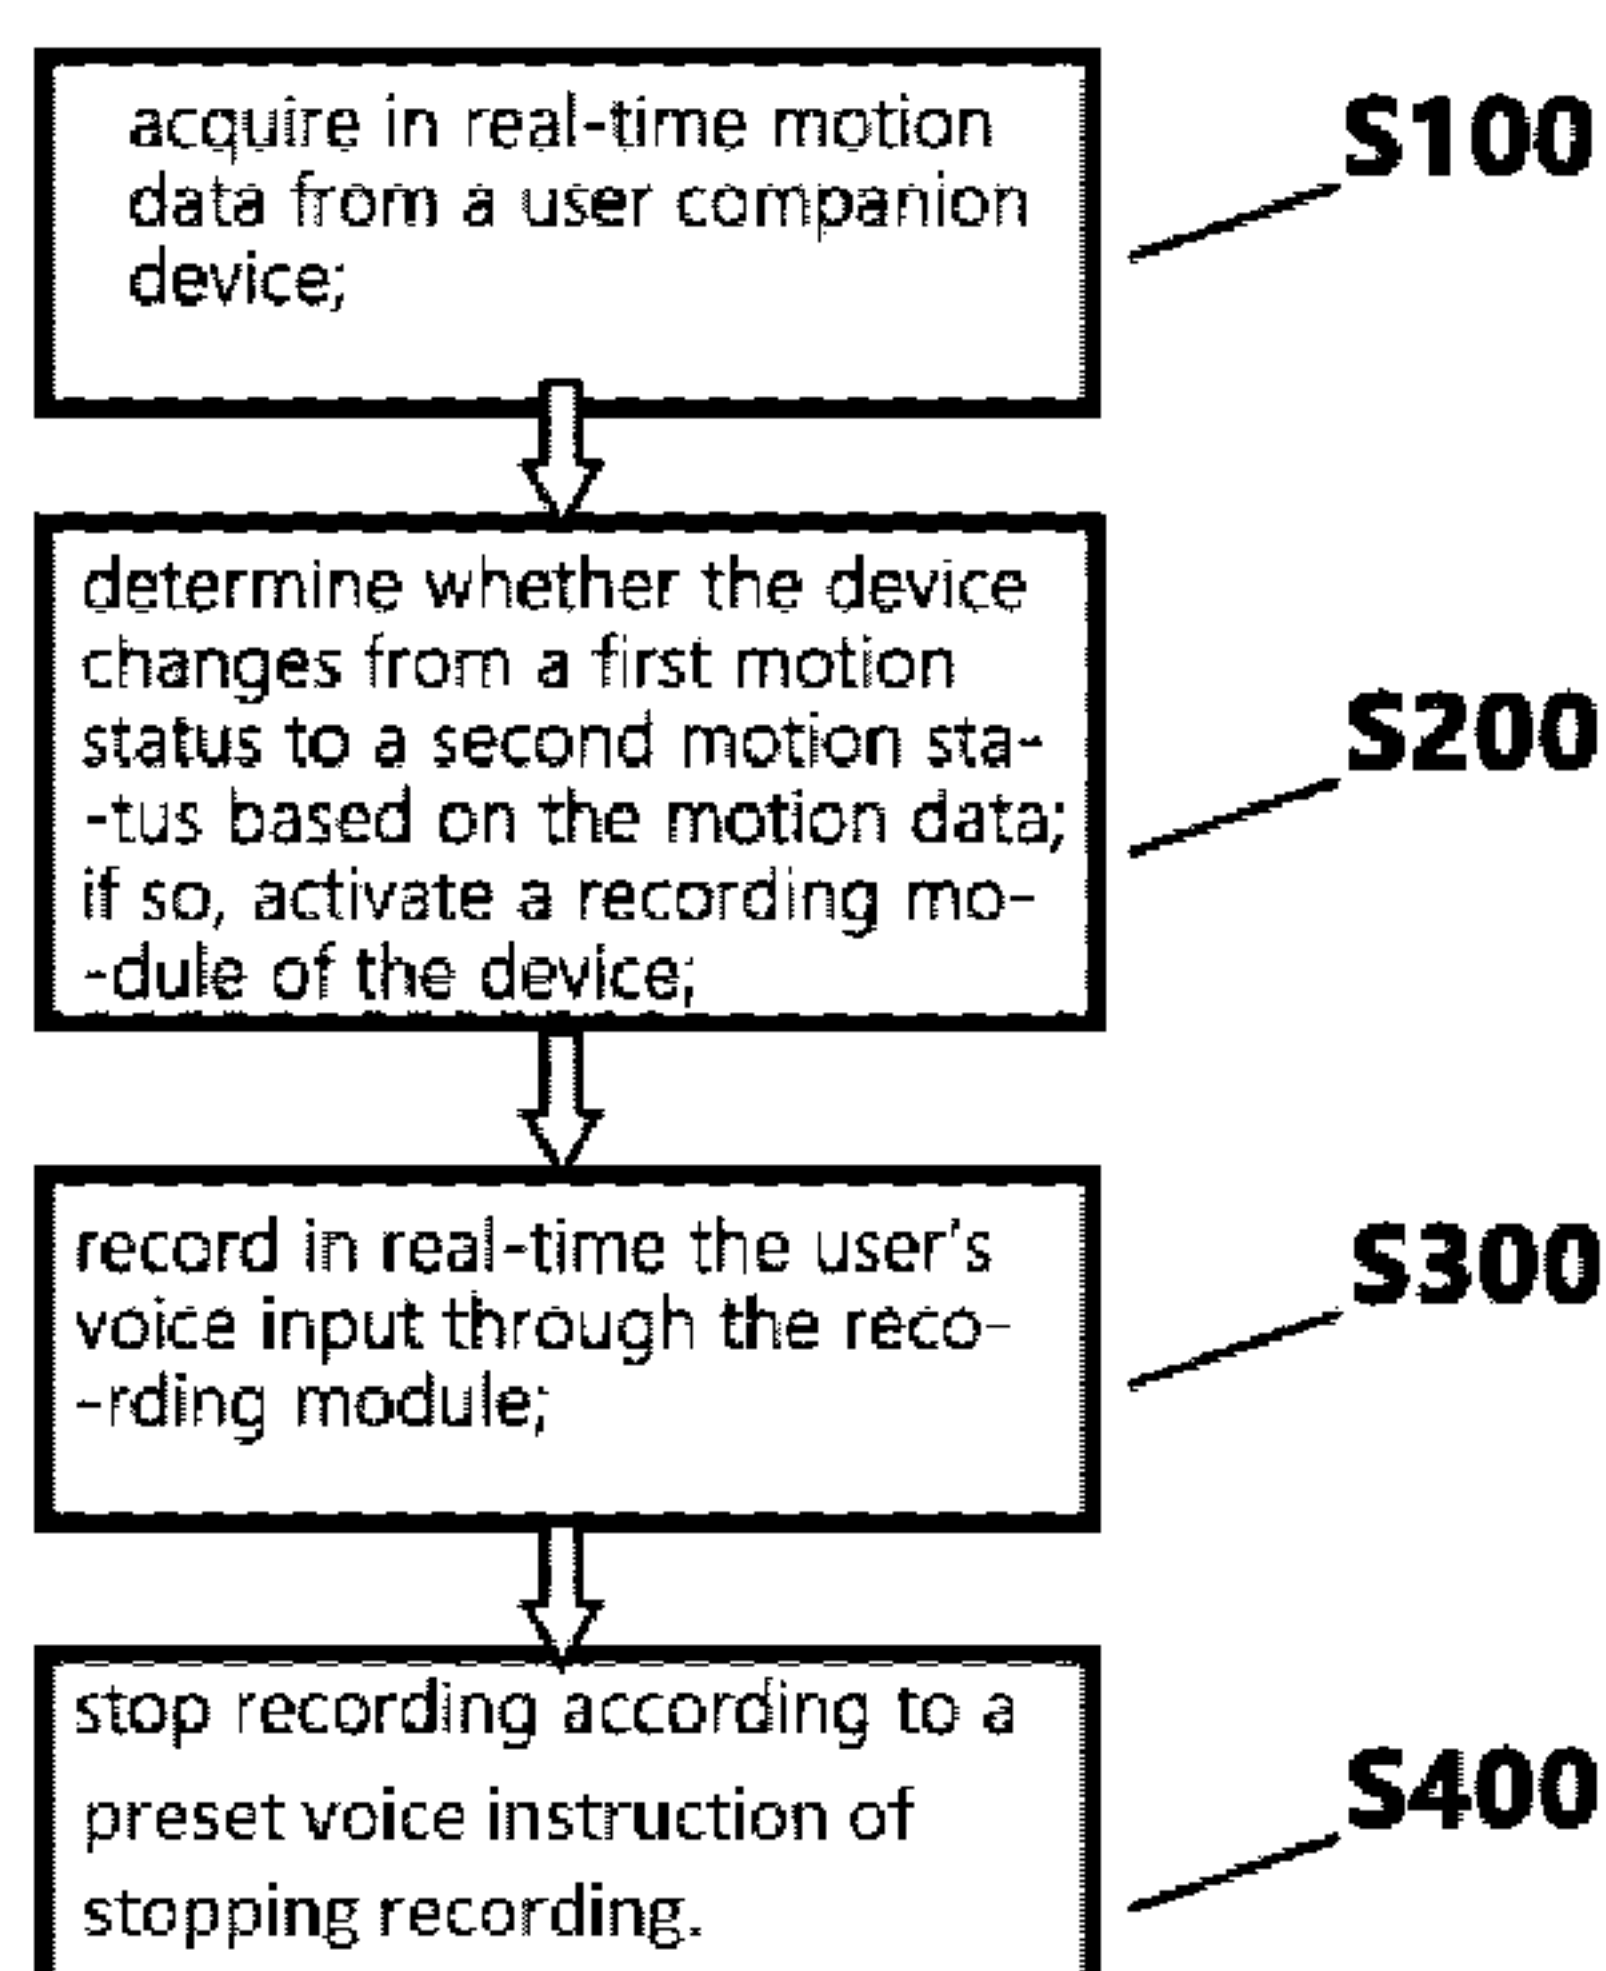 acquire in real-time motion
data from a user companion
device;
S100
determine whether the device
changes from a first motion
status to a second motion sta-
-tus based on the motion data;
if so, activate a recording mo-
-dule of the device;
S200
record in real-time the user's
voice input through the reco-
-rding module;
S300
stop recording according to a
preset voice instruction of
stopping recording.
S400